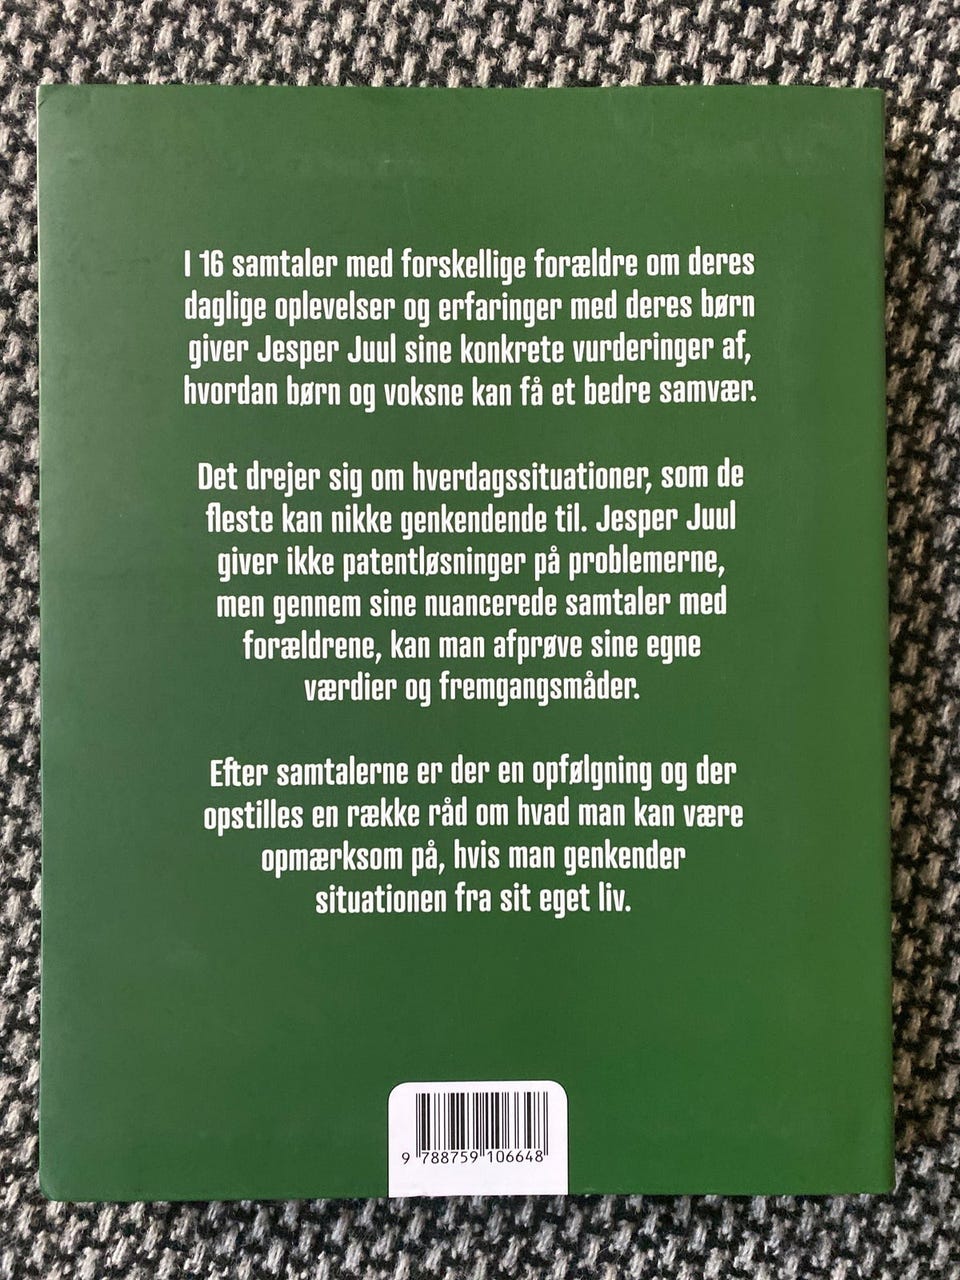 I 16 samtaler med forskellige forældre om deres
daglige oplevelser og erfaringer med deres børn
giver Jesper Juul sine konkrete vurderinger af,
hvordan børn og voksne kan få et bedre samvær.
Det drejer sig om hverdagssituationer, som de
fleste kan nikke genkendende til. Jesper Juul
giver ikke patentløsninger på problemerne,
men gennem sine nuancerede samtaler med
forældrene, kan man afprøve sine egne
værdier og fremgangsmåder.
Efter samtalerne er der en opfølgning og der
opstilles en række råd om hvad man kan være
opmærksom på, hvis man genkender
situationen fra sit eget liv.
9 788759 106648